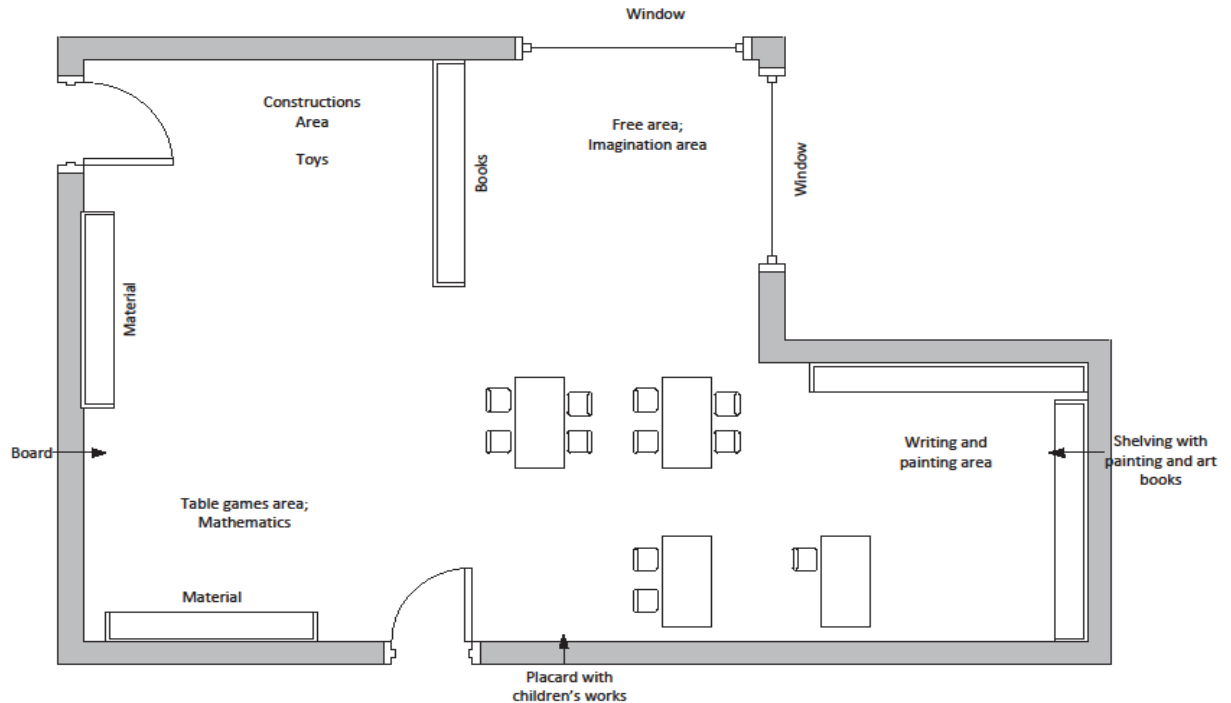 Window
Constructions
Area
Toys
Free area;
Imagination area
Books
Window
Material
Board
Writing and
painting area
Shelving with
painting and art
books
Table games area;
Mathematics
Material
Placard with
children's works